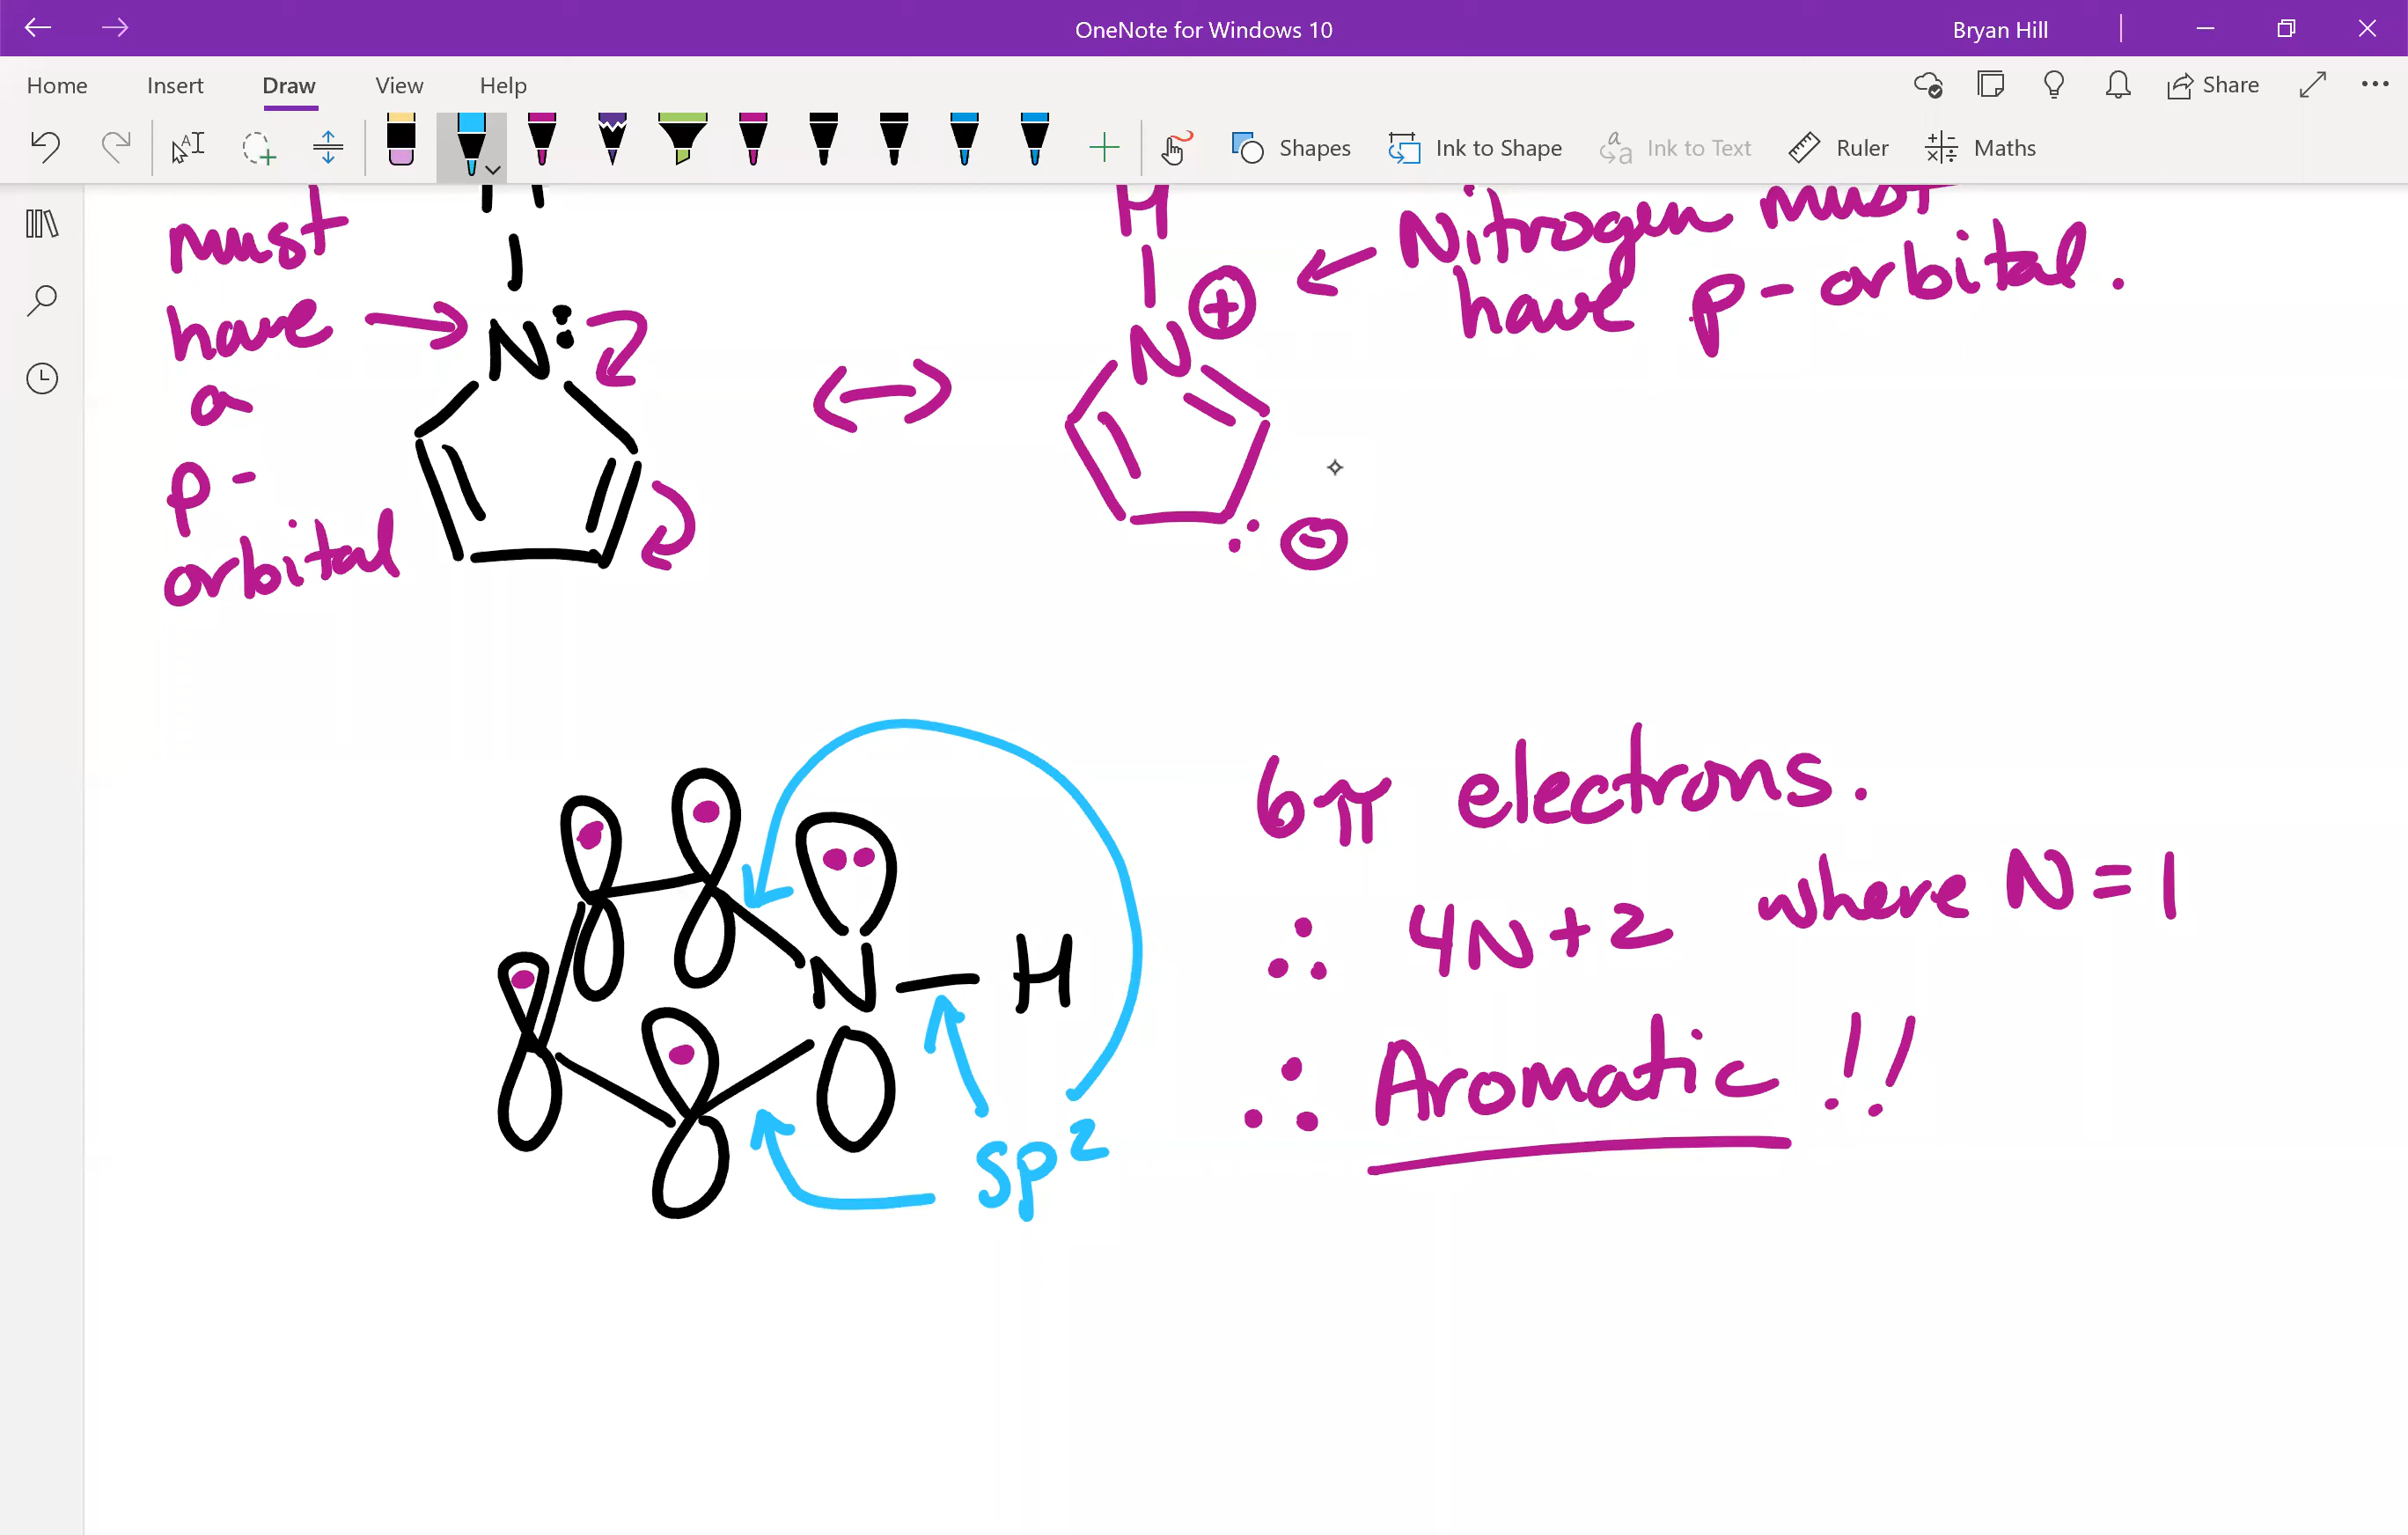 OneNote for Windows 10
Bryan Hill
Home Insert Draw View Help
Share
Shapes Ink to Shape Ink to Text Ruler Maths
must
have
a
p-
orbital
H
N:
H
N ⊕
: ⊖
Nitrogen must
have p-orbital.
N — H
sp²
6π electrons.
∴ 4N+2 where N=1
∴ Aromatic !!